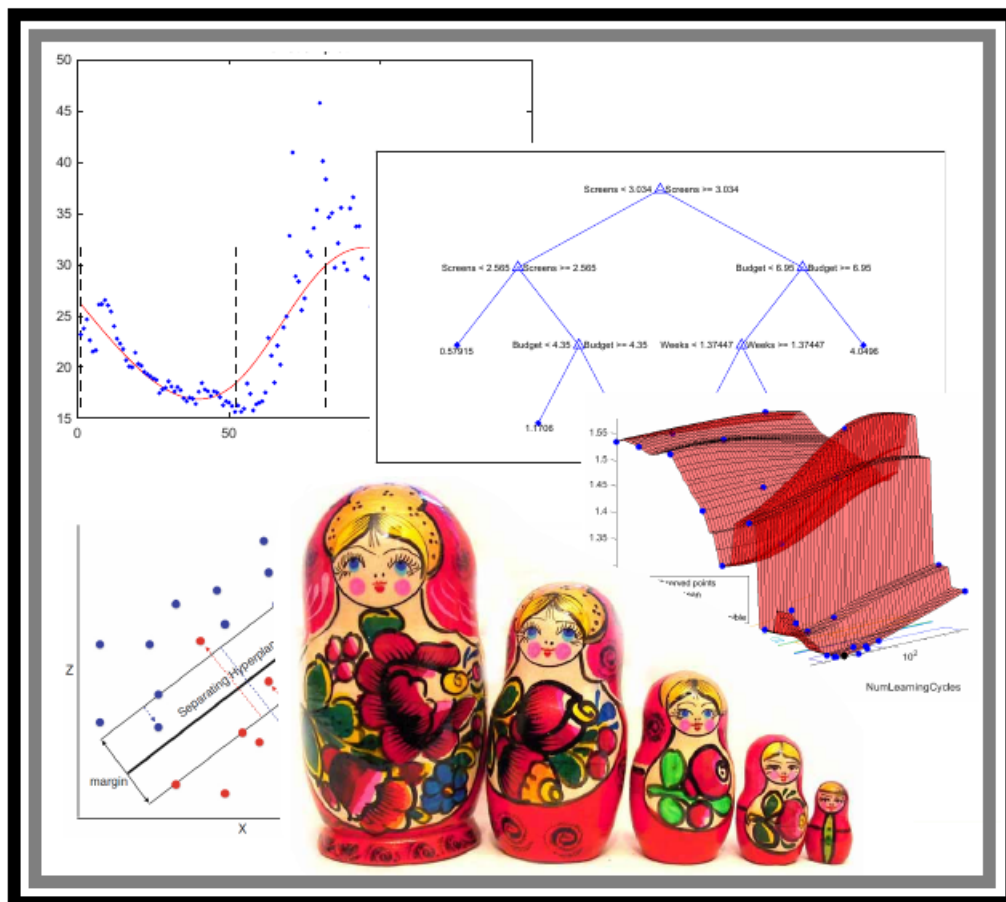 50
45
40
35
30
25
20
15
0
50
Screens < 3.034 Screens >= 3.034
Screens < 2.565 Screens >= 2.565
Budget < 6.95 Budget >= 6.95
0.57915
Budget < 4.35 Budget >= 4.35
Weeks < 1.37447 Weeks >= 1.37447
4.0496
1.1706
1.55
1.5
1.45
1.4
1.35
points
10²
NumLearningCycles
Z
Separating
margin
X